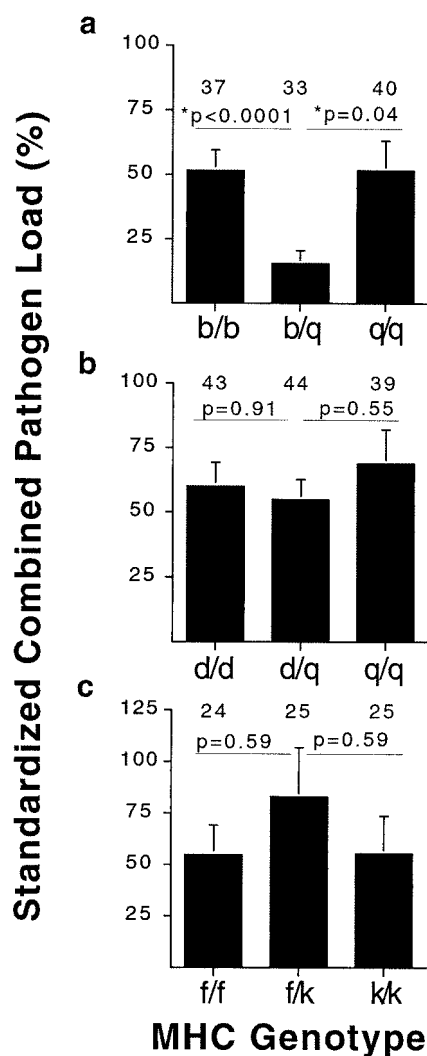 Standardized Combined Pathogen Load (%)
a
100
75
50
25
37 33 40
*p<0.0001 *p=0.04
b/b b/q q/q
b
100
75
50
25
43 44 39
p=0.91 p=0.55
d/d d/q q/q
c
125
100
75
50
25
24 25 25
p=0.59 p=0.59
f/f f/k k/k
MHC Genotype